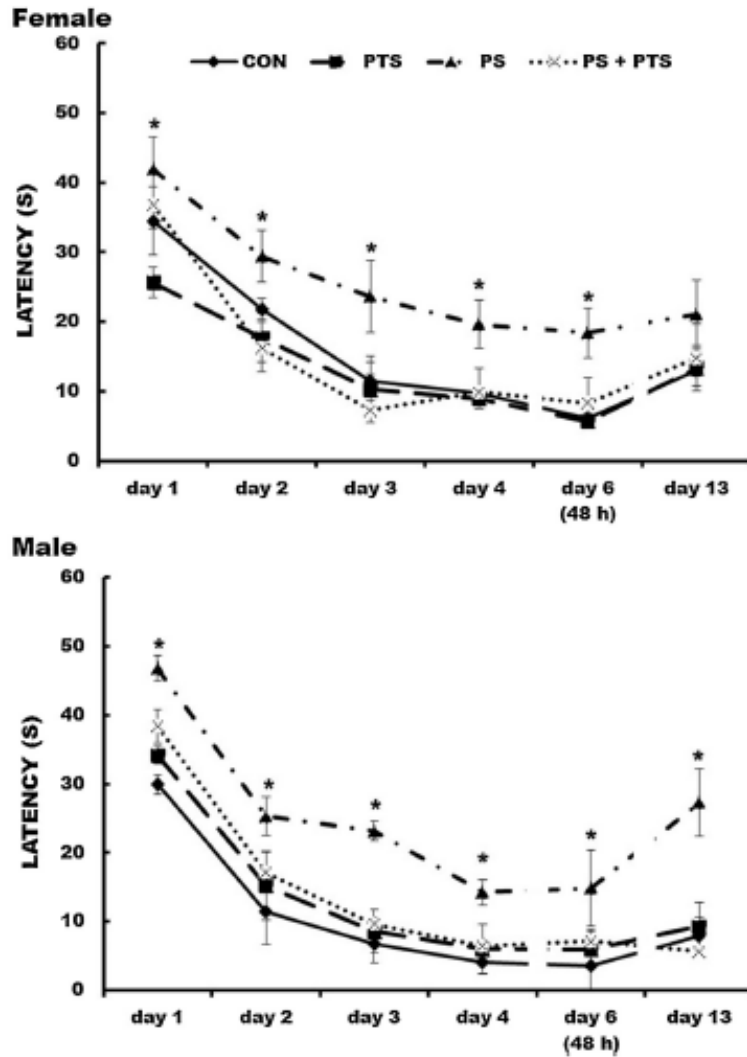 Female
60
CON PTS PS PS + PTS
50
40
30
20
10
0
LATENCY (S)
* * * * *
day 1 day 2 day 3 day 4 day 6 day 13
(48 h)
Male
60
50
40
30
20
10
0
LATENCY (S)
* * * * * *
day 1 day 2 day 3 day 4 day 6 day 13
(48 h)